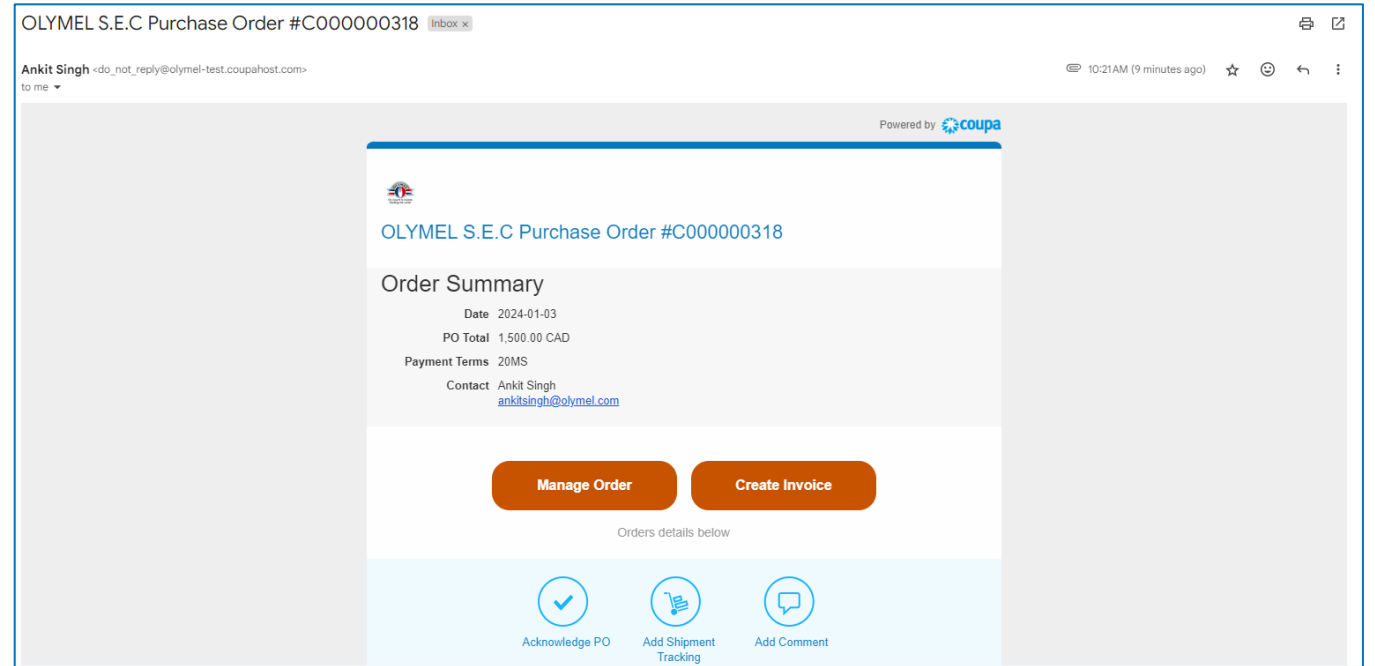 OLYMEL S.E.C Purchase Order #C000000318 Inbox ×
Ankit Singh <do_not_reply@olymel-test.coupahost.com> 10:21 AM (9 minutes ago)
to me
Powered by coupa
OLYMEL S.E.C Purchase Order #C000000318
Order Summary
Date 2024-01-03
PO Total 1,500.00 CAD
Payment Terms 20MS
Contact Ankit Singh
ankitsingh@olymel.com
Manage Order Create Invoice
Orders details below
Acknowledge PO Add Shipment Add Comment
Tracking